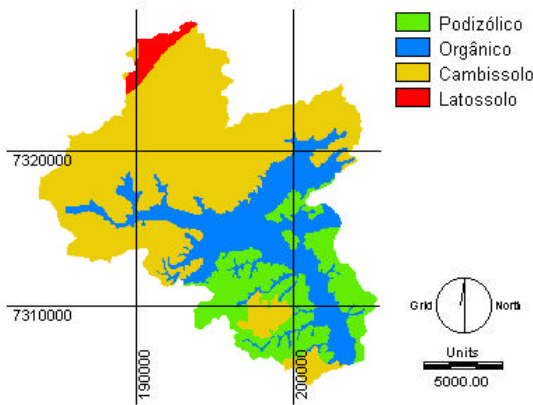 Podizólico
Orgânico
Cambissolo
Latossolo
7320000
7310000
190000
200000
Grid North
Units
5000.00